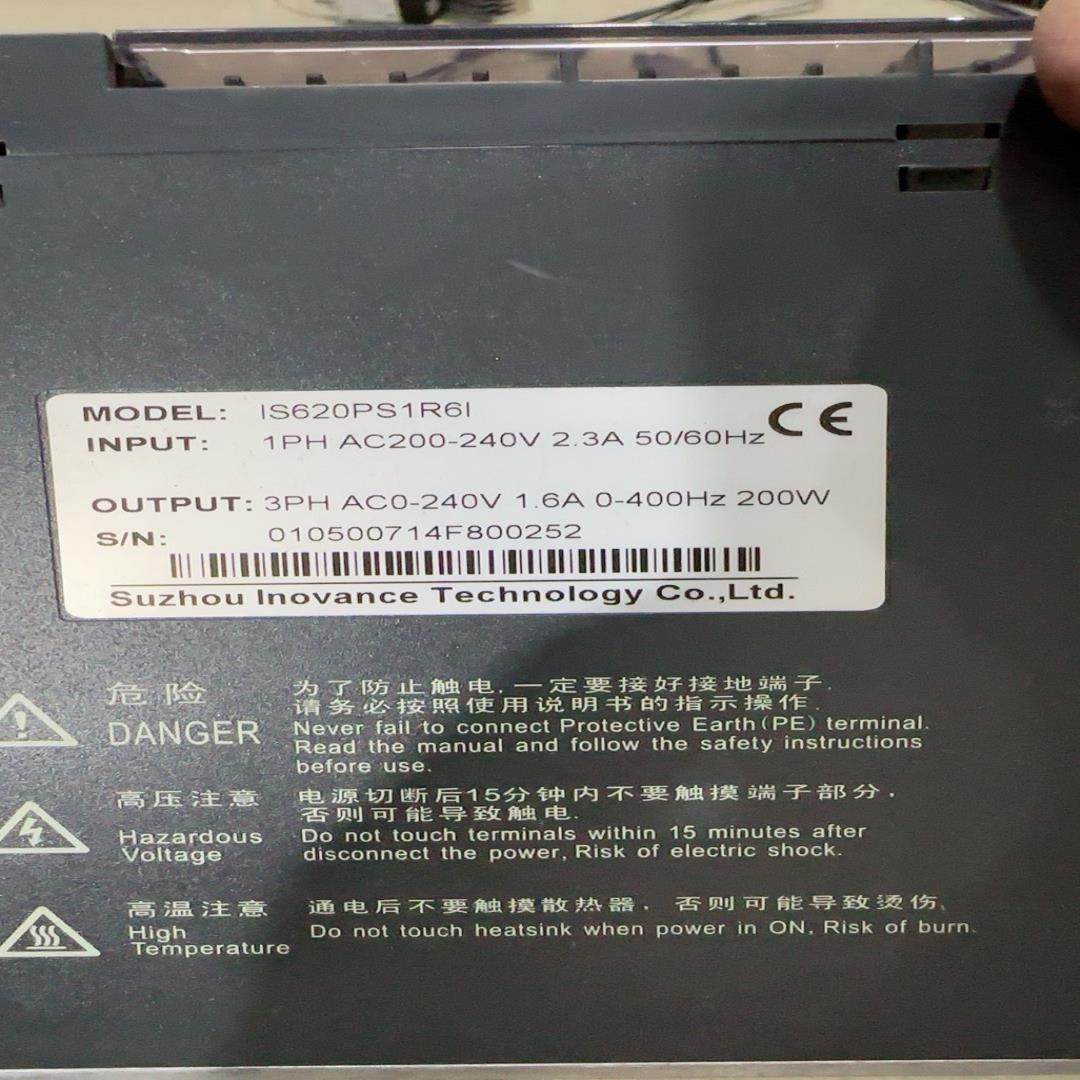 MODEL: IS620PS1R6I
CE
INPUT: 1PH AC200-240V 2.3A 50/60Hz
OUTPUT: 3PH AC0-240V 1.6A 0-400Hz 200W
S/N: 010500714F800252
Suzhou Inovance Technology Co.,Ltd.
危险
DANGER
为了防止触电,一定要接好接地端子.
请务必按照使用说明书的指示操作.
Never fail to connect Protective Earth(PE) terminal.
Read the manual and follow the safety instructions
before use.
高压注意
Hazardous
Voltage
电源切断后15分钟内不要触摸端子部分,
否则可能导致触电.
Do not touch terminals within 15 minutes after
disconnect the power, Risk of electric shock.
高温注意
High
Temperature
通电后不要触摸散热器, 否则可能导致烫伤.
Do not touch heatsink when power in ON, Risk of burn.